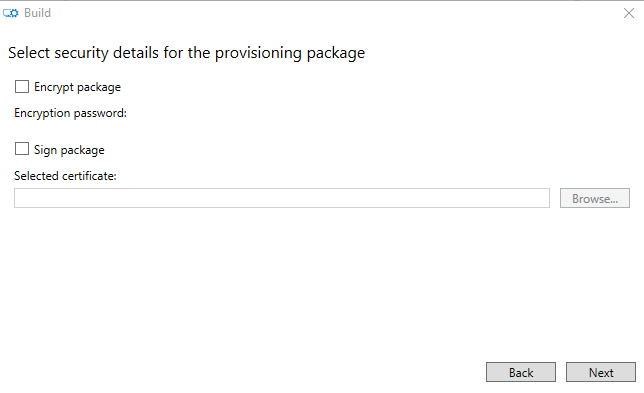 Build
Select security details for the provisioning package
Encrypt package
Encryption password:
Sign package
Selected certificate:
Browse...
Back
Next